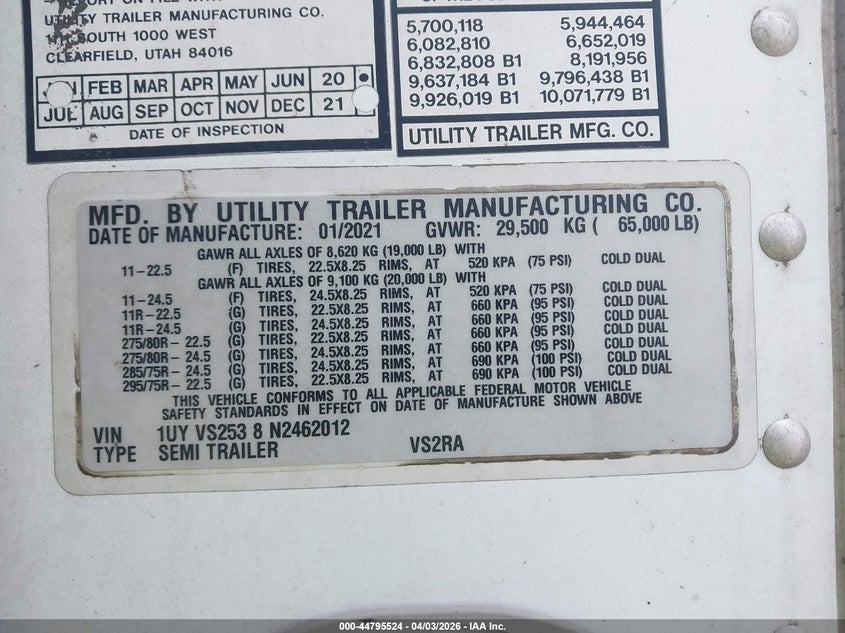 REPORT ON FILE WITH
UTILITY TRAILER MANUFACTURING CO.
SOUTH 1000 WEST
CLEARFIELD, UTAH 84016
FEB MAR APR MAY JUN 20
JUL AUG SEP OCT NOV DEC 21
DATE OF INSPECTION
5,700,118 5,944,464
6,082,810 6,652,019
6,832,808 B1 8,191,956
9,637,184 B1 9,796,438 B1
9,926,019 B1 10,071,779 B1
UTILITY TRAILER MFG. CO.
MFD. BY UTILITY TRAILER MANUFACTURING CO.
DATE OF MANUFACTURE: 01/2021 GVWR: 29,500 KG ( 65,000 LB)
GAWR ALL AXLES OF 8,620 KG (19,000 LB) WITH
11-22.5 (F) TIRES, 22.5X8.25 RIMS, AT 520 KPA (75 PSI) COLD DUAL
GAWR ALL AXLES OF 9,100 KG (20,000 LB) WITH
11-24.5 (F) TIRES, 24.5X8.25 RIMS, AT 520 KPA (75 PSI) COLD DUAL
11R-22.5 (G) TIRES, 22.5X8.25 RIMS, AT 660 KPA (95 PSI) COLD DUAL
11R-24.5 (G) TIRES, 24.5X8.25 RIMS, AT 660 KPA (95 PSI) COLD DUAL
275/80R-22.5 (G) TIRES, 22.5X8.25 RIMS, AT 660 KPA (95 PSI) COLD DUAL
275/80R-24.5 (G) TIRES, 24.5X8.25 RIMS, AT 660 KPA (95 PSI) COLD DUAL
285/75R-24.5 (G) TIRES, 24.5X8.25 RIMS, AT 690 KPA (100 PSI) COLD DUAL
295/75R-22.5 (G) TIRES, 22.5X8.25 RIMS, AT 690 KPA (100 PSI) COLD DUAL
THIS VEHICLE CONFORMS TO ALL APPLICABLE FEDERAL MOTOR VEHICLE
SAFETY STANDARDS IN EFFECT ON DATE OF MANUFACTURE SHOWN ABOVE
VIN 1UY VS253 8 N2462012
TYPE SEMI TRAILER VS2RA
000-44795524 - 04/03/2026 - IAA Inc.